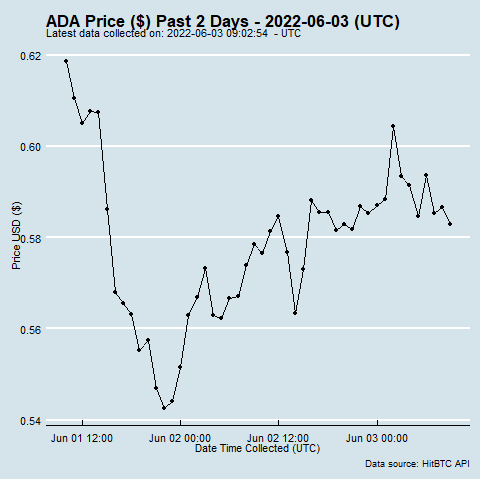 ADA Price ($) Past 2 Days - 2022-06-03 (UTC)
Latest data collected on: 2022-06-03 09:02:54  - UTC
0.62
0.60
0.58
0.56
0.54
Price USD ($)
Jun 01 12:00
Jun 02 00:00
Jun 02 12:00
Jun 03 00:00
Date Time Collected (UTC)
Data source: HitBTC API